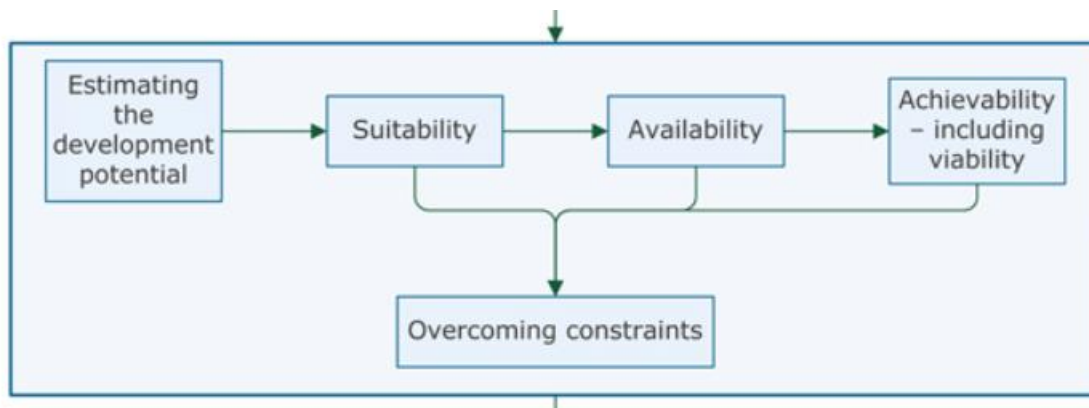 Estimating
the
development
potential
Suitability
Availability
Achievability
– including
viability
Overcoming constraints